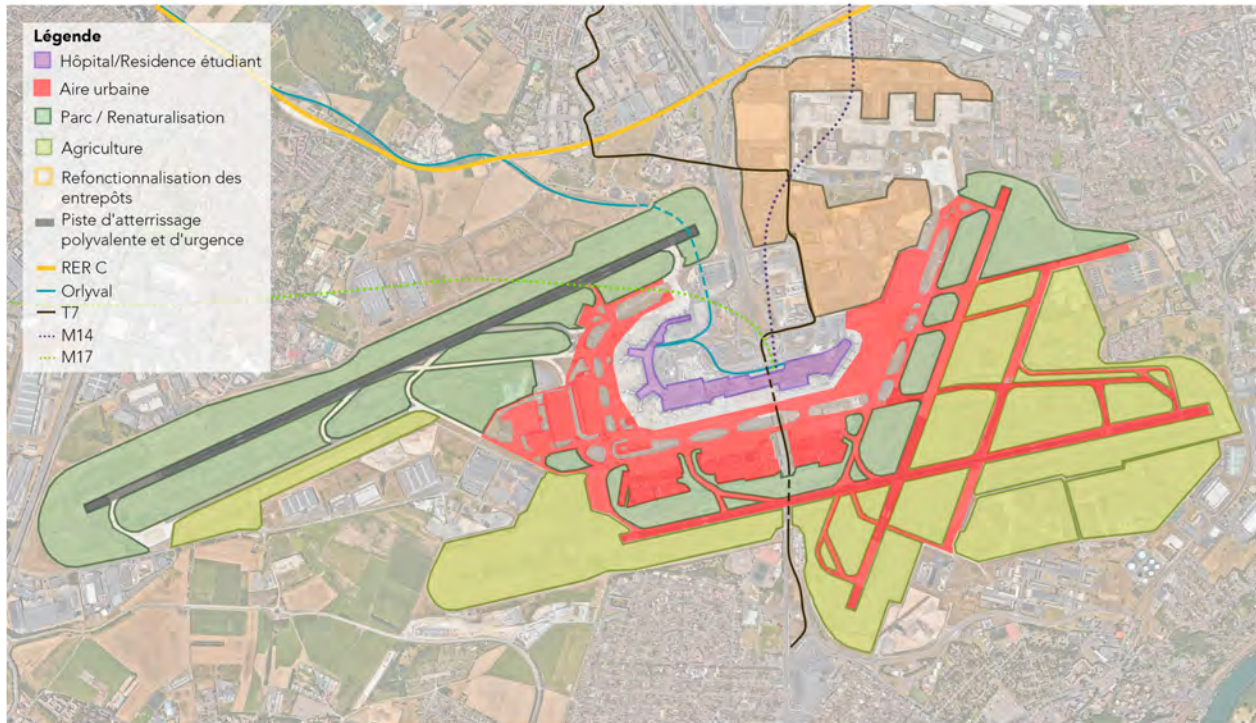 Légende
Hôpital/Residence étudiant
Aire urbaine
Parc / Renaturalisation
Agriculture
Refonctionnalisation des
entrepôts
Piste d'atterrissage
polyvalente et d'urgence
RER C
Orlyval
T7
M14
M17